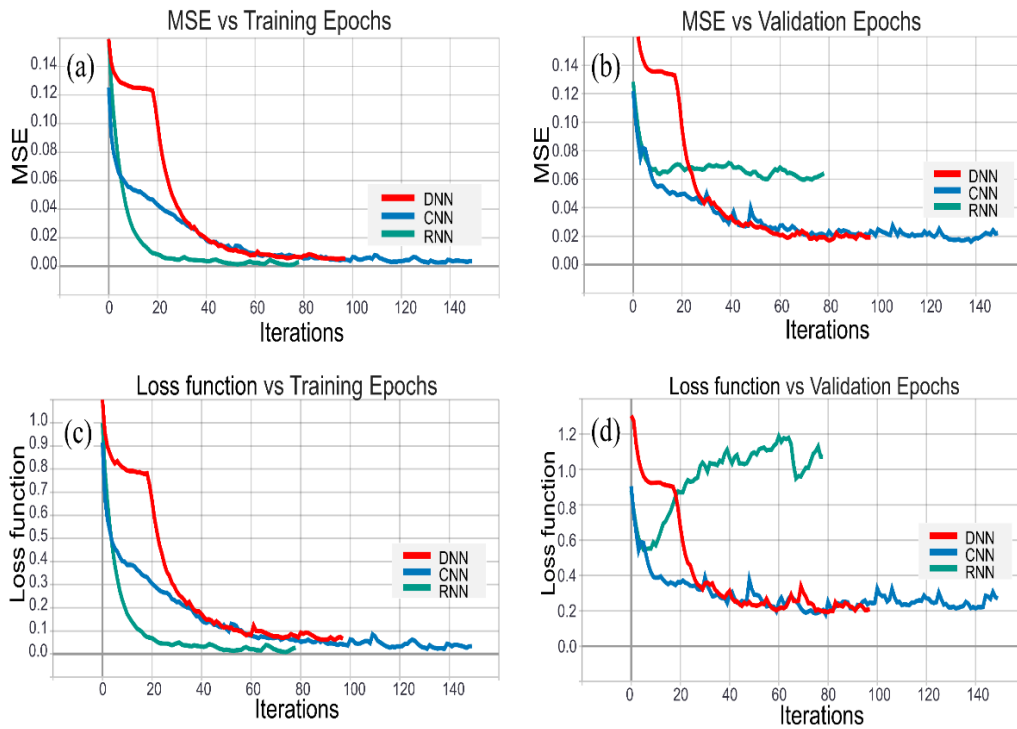 MSE vs Training Epochs
(a)
MSE
0.14
0.12
0.10
0.08
0.06
0.04
0.02
0.00
DNN
CNN
RNN
0 20 40 60 80 100 120 140
Iterations
MSE vs Validation Epochs
(b)
MSE
0.14
0.12
0.10
0.08
0.06
0.04
0.02
0.00
DNN
CNN
RNN
0 20 40 60 80 100 120 140
Iterations
Loss function vs Training Epochs
(c)
Loss function
1.0
0.9
0.8
0.7
0.6
0.5
0.4
0.3
0.2
0.1
0.0
DNN
CNN
RNN
0 20 40 60 80 100 120 140
Iterations
Loss function vs Validation Epochs
(d)
Loss function
1.2
1.0
0.8
0.6
0.4
0.2
0.0
DNN
CNN
RNN
0 20 40 60 80 100 120 140
Iterations